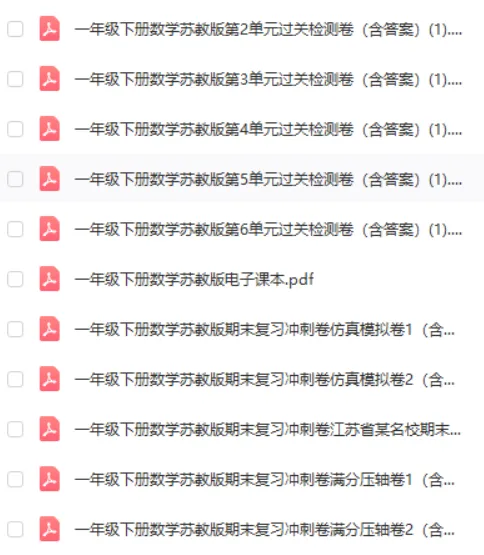 一年级下册数学苏教版第2单元过关检测卷（含答案）(1)....
一年级下册数学苏教版第3单元过关检测卷（含答案）(1)....
一年级下册数学苏教版第4单元过关检测卷（含答案）(1)....
一年级下册数学苏教版第5单元过关检测卷（含答案）(1)....
一年级下册数学苏教版第6单元过关检测卷（含答案）(1)....
一年级下册数学苏教版电子课本.pdf
一年级下册数学苏教版期末复习冲刺卷仿真模拟卷1（含...
一年级下册数学苏教版期末复习冲刺卷仿真模拟卷2（含...
一年级下册数学苏教版期末复习冲刺卷江苏省某名校期末...
一年级下册数学苏教版期末复习冲刺卷满分压轴卷1（含...
一年级下册数学苏教版期末复习冲刺卷满分压轴卷2（含...